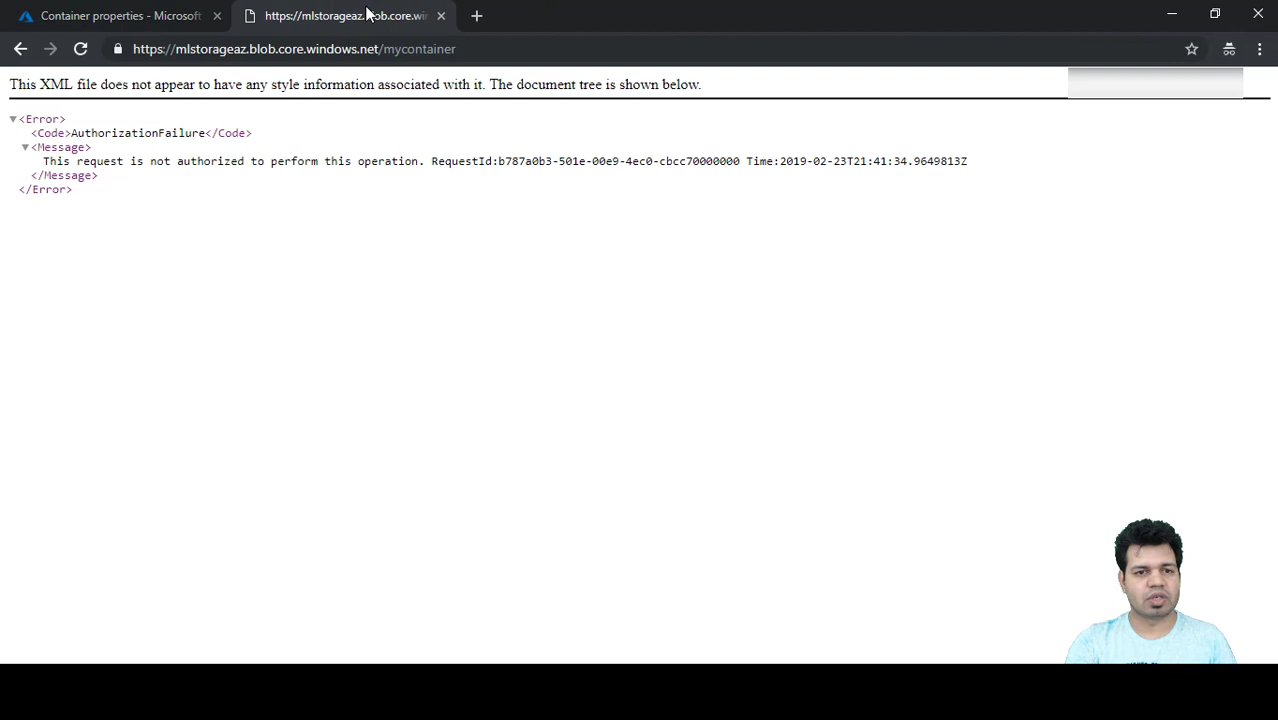 Container properties - Microsoft
https://mlstorageaz.blob.core.win
https://mlstorageaz.blob.core.windows.net/mycontainer
This XML file does not appear to have any style information associated with it. The document tree is shown below.
<Error>
<Code>AuthorizationFailure</Code>
<Message>
This request is not authorized to perform this operation. RequestId:b787a0b3-501e-00e9-4ec0-cbcc70000000 Time:2019-02-23T21:41:34.9649813Z
</Message>
</Error>